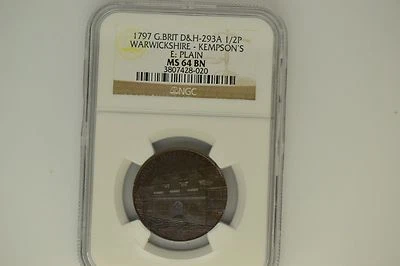 1797 G.BRIT D&H-293A 1/2P
WARWICKSHIRE - KEMPSON'S
E: PLAIN
MS 64 BN
3807428-020
NGC